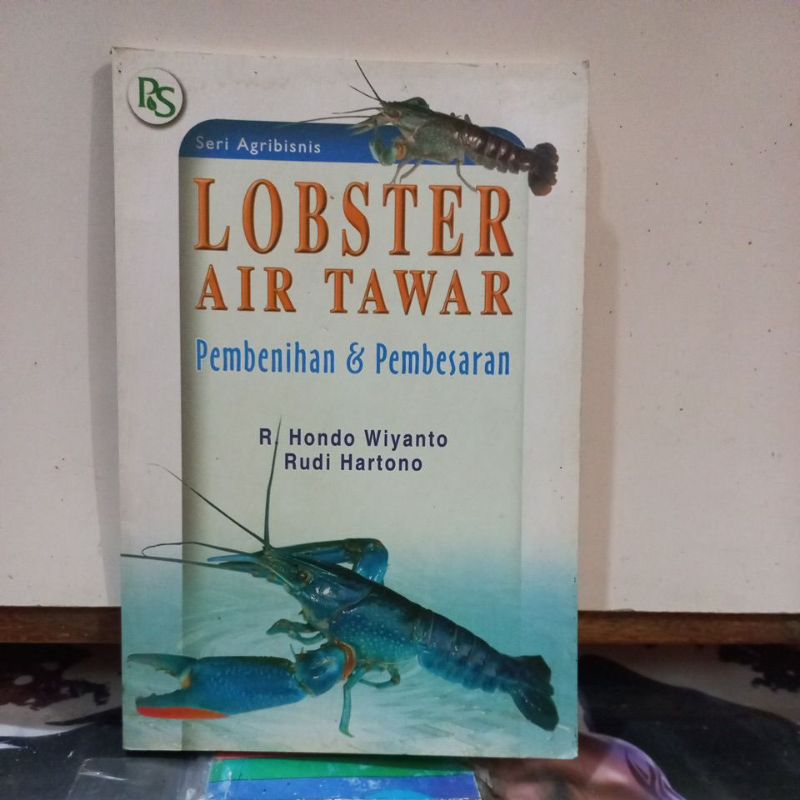 PS
Seri Agribisnis
LOBSTER
AIR TAWAR
Pembenihan & Pembesaran
R. Hondo Wiyanto
Rudi Hartono